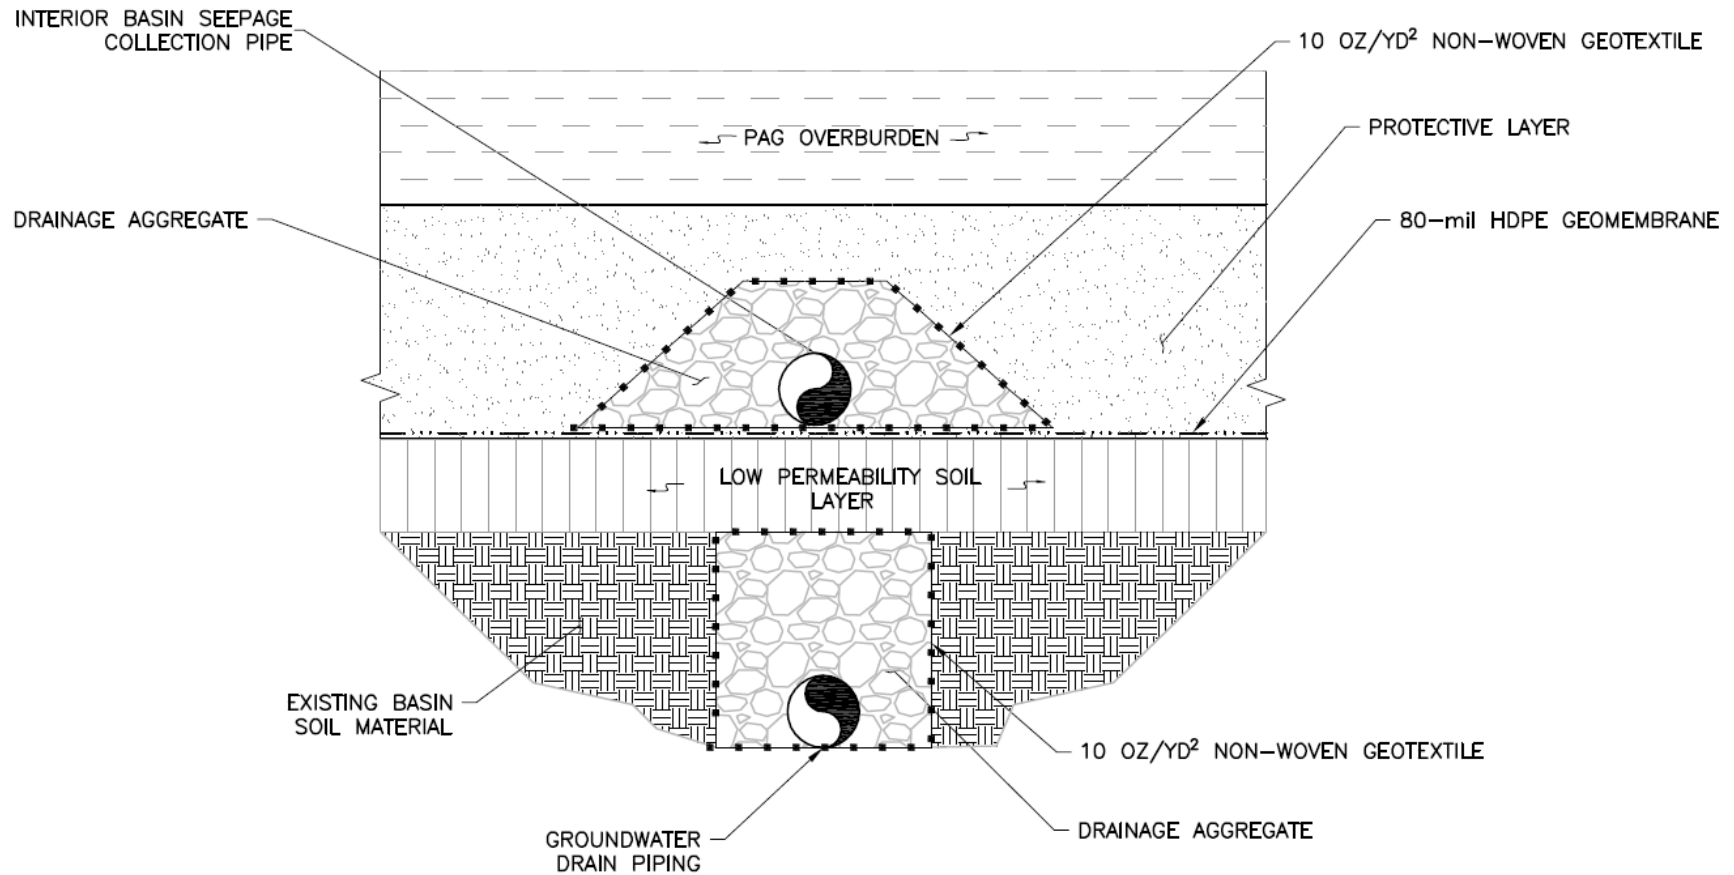 INTERIOR BASIN SEEPAGE
COLLECTION PIPE
10 OZ/YD² NON-WOVEN GEOTEXTILE
PAG OVERBURDEN
PROTECTIVE LAYER
DRAINAGE AGGREGATE
80-mil HDPE GEOMEMBRANE
LOW PERMEABILITY SOIL
LAYER
EXISTING BASIN
SOIL MATERIAL
10 OZ/YD² NON-WOVEN GEOTEXTILE
GROUNDWATER
DRAIN PIPING
DRAINAGE AGGREGATE